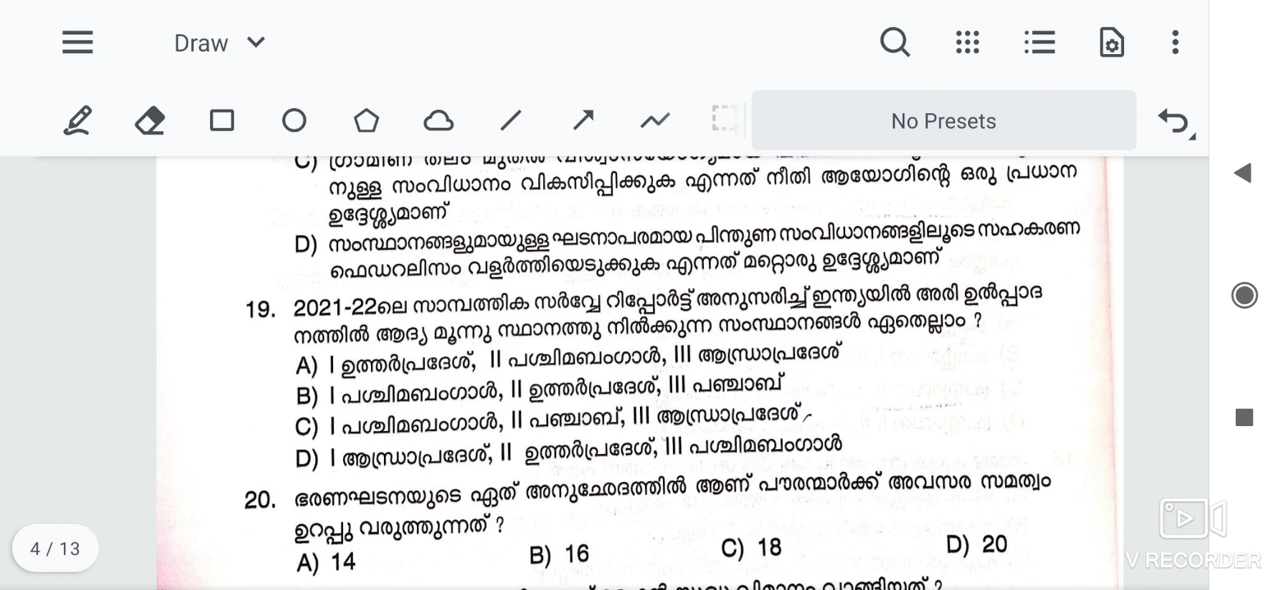 Draw
No Presets
നുള്ള സംവിധാനം വികസിപ്പിക്കുക എന്നത് നീതി ആയോഗിന്റെ ഒരു പ്രധാന
ഉദ്ദേശ്യമാണ്
D) സംസ്ഥാനങ്ങളുമായുള്ള ഘടനാപരമായ പിന്തുണ സംവിധാനങ്ങളിലൂടെ സഹകരണ
ഫെഡറലിസം വളർത്തിയെടുക്കുക എന്നത് മറ്റൊരു ഉദ്ദേശ്യമാണ്
19. 2021-22ലെ സാമ്പത്തിക സർവ്വേ റിപ്പോർട്ട് അനുസരിച്ച് ഇന്ത്യയിൽ അരി ഉൽപ്പാദ
നത്തിൽ ആദ്യ മൂന്നു സ്ഥാനത്തു നിൽക്കുന്ന സംസ്ഥാനങ്ങൾ ഏതെല്ലാം ?
A) I ഉത്തർപ്രദേശ്, II പശ്ചിമബംഗാൾ, III ആന്ധ്രാപ്രദേശ്
B) I പശ്ചിമബംഗാൾ, II ഉത്തർപ്രദേശ്, III പഞ്ചാബ്
C) I പശ്ചിമബംഗാൾ, II പഞ്ചാബ്, III ആന്ധ്രാപ്രദേശ്
D) I ആന്ധ്രാപ്രദേശ്, II ഉത്തർപ്രദേശ്, III പശ്ചിമബംഗാൾ
20. ഭരണഘടനയുടെ ഏത് അനുച്ഛേദത്തിൽ ആണ് പൗരന്മാർക്ക് അവസര സമത്വം
ഉറപ്പു വരുത്തുന്നത് ?
A) 14 B) 16 C) 18 D) 20
4 / 13
V RECORDER